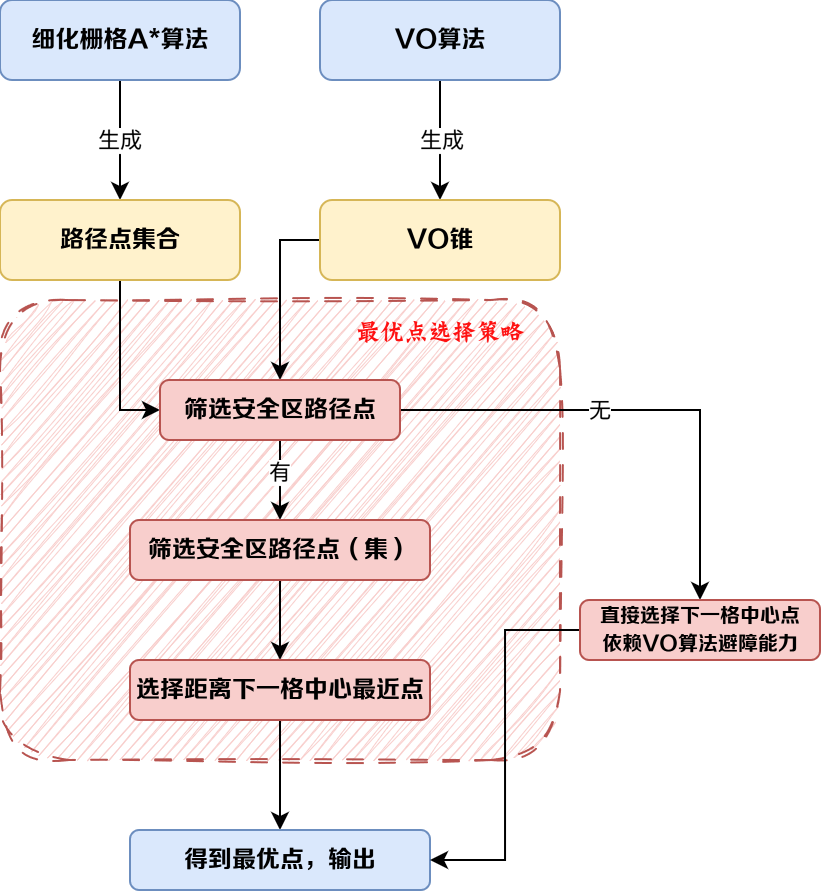 细化栅格A*算法
VO算法
生成
生成
路径点集合
VO锥
最优点选择策略
筛选安全区路径点
无
有
筛选安全区路径点（集）
直接选择下一格中心点
依赖VO算法避障能力
选择距离下一格中心最近点
得到最优点，输出